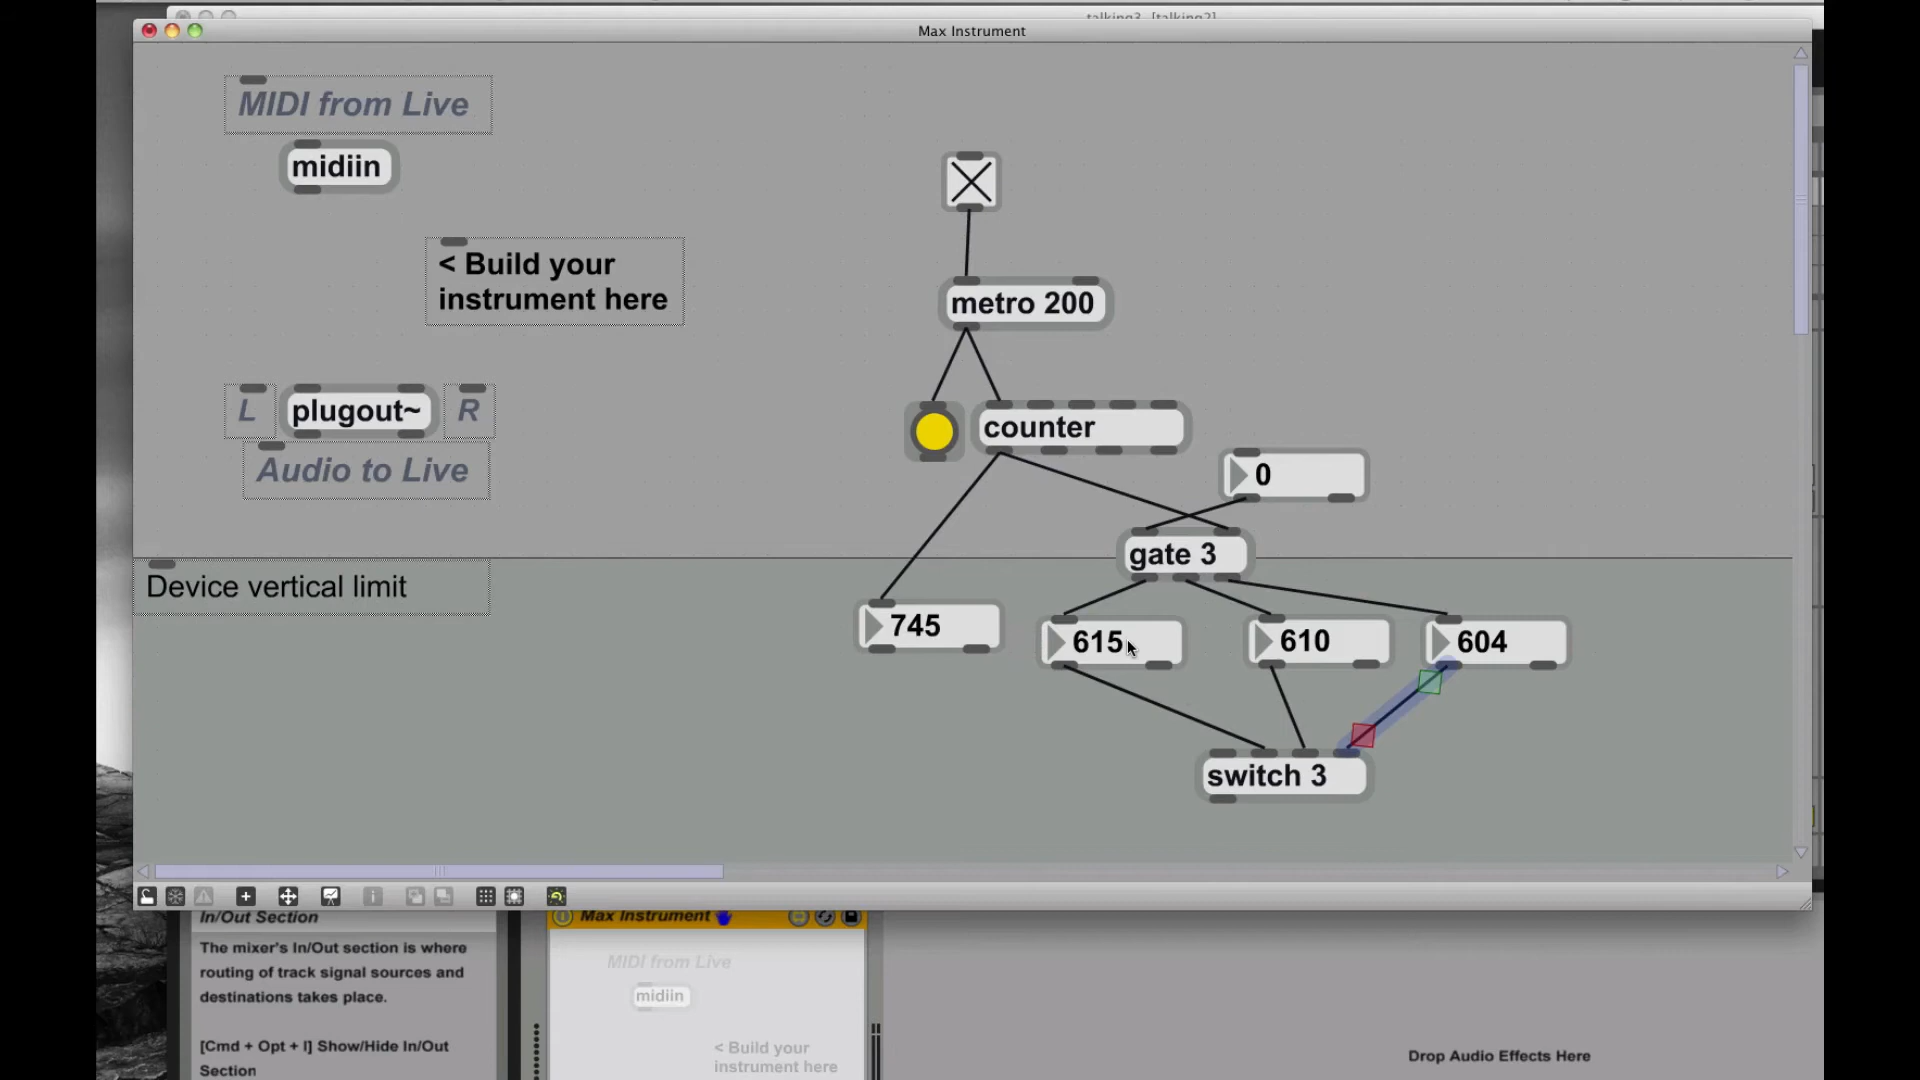 talking3 [talking2]
Max Instrument
MIDI from Live
midiin
< Build your
instrument here
metro 200
L
plugout~
R
counter
Audio to Live
0
gate 3
Device vertical limit
745
615
610
604
switch 3
In/Out Section
The mixer's In/Out section is where
routing of track signal sources and
destinations takes place.
[Cmd + Opt + I] Show/Hide In/Out
Section
Max Instrument
MIDI from Live
midiin
< Build your
instrument here
Drop Audio Effects Here